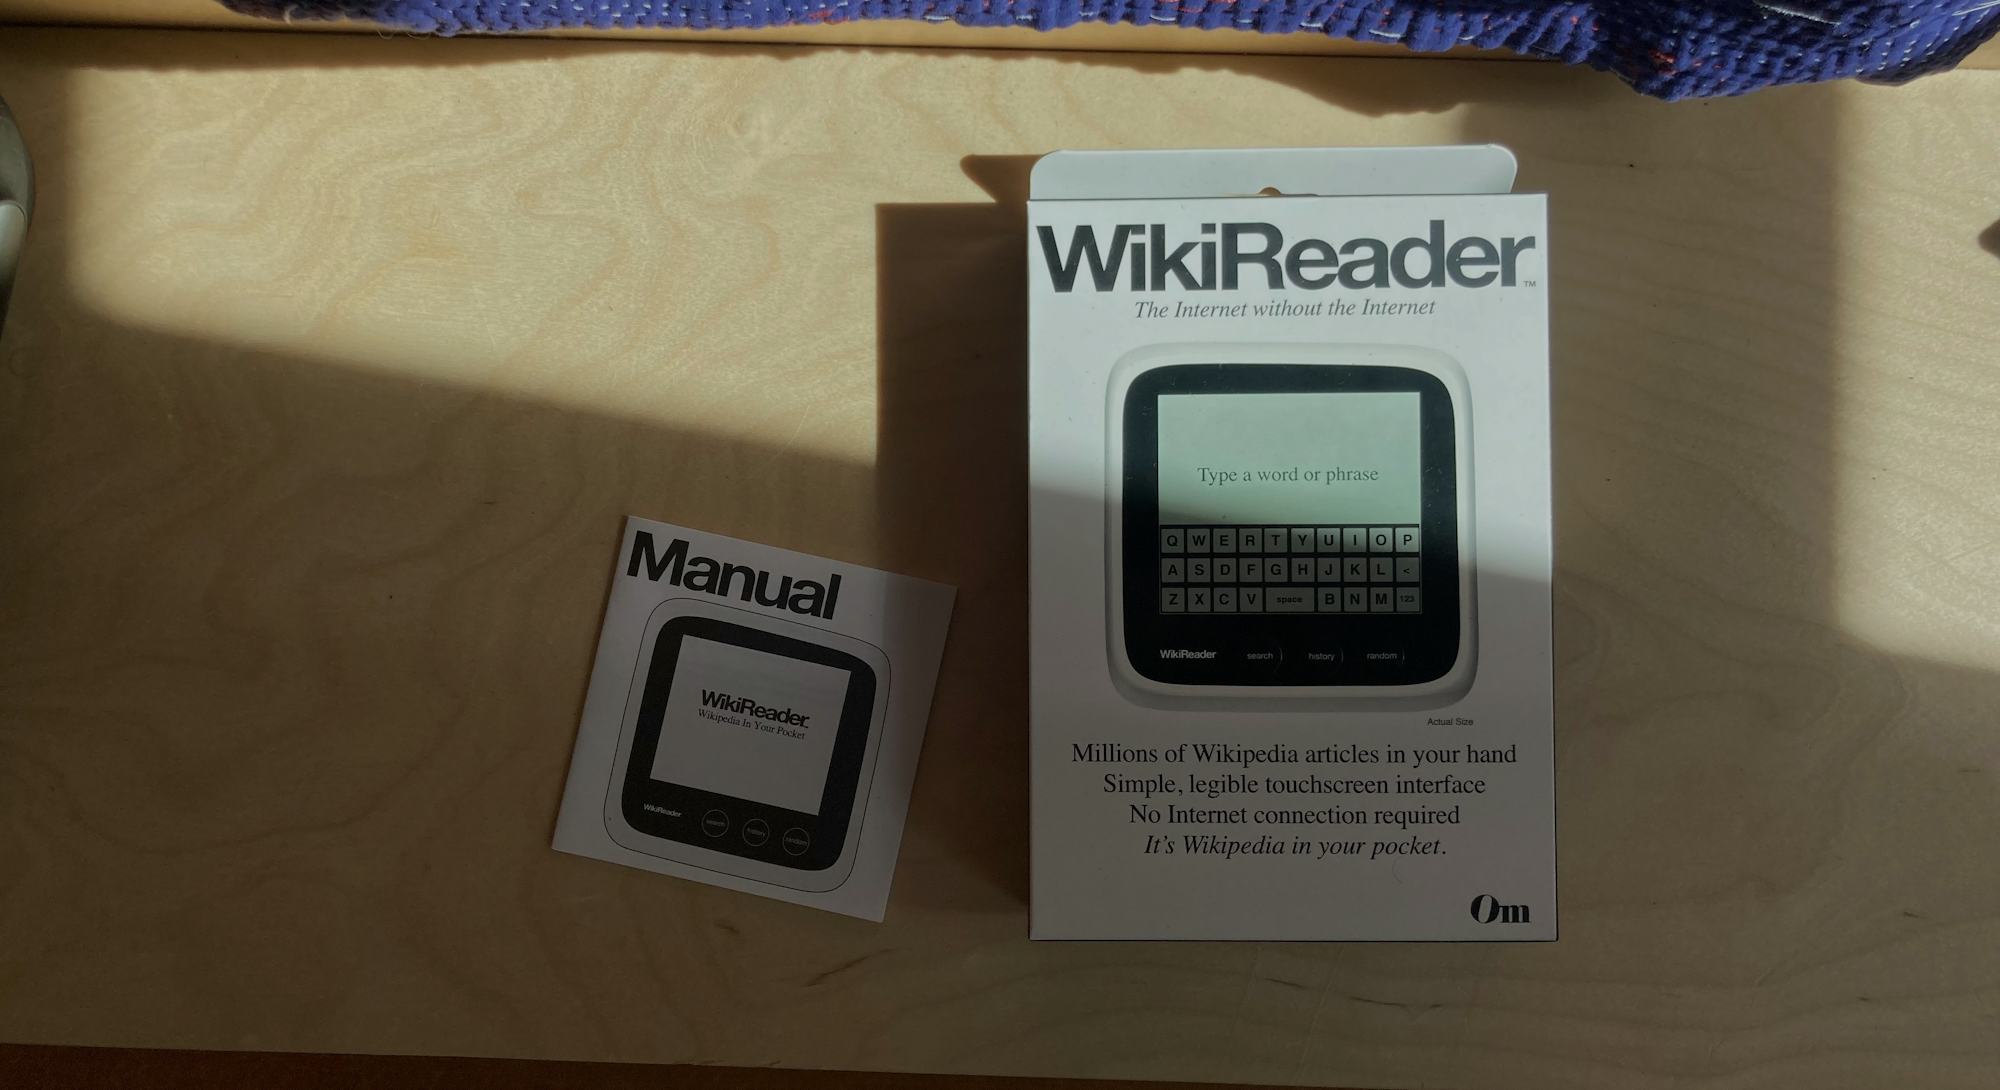 WikiReader™
The Internet without the Internet
Type a word or phrase
Q W E R T Y U I O P
A S D F G H J K L <
Z X C V space B N M 123
WikiReader search history random
Actual Size
Millions of Wikipedia articles in your hand
Simple, legible touchscreen interface
No Internet connection required
It's Wikipedia in your pocket.
Om
Manual
WikiReader
Wikipedia In Your Pocket
WikiReader search history random